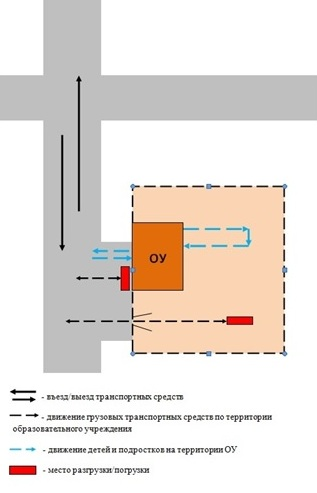 ОУ
- въезд/выезд транспортных средств
- движение грузовых транспортных средств по территории
образовательного учреждения
- движение детей и подростков на территории ОУ
- место разгрузки/погрузки